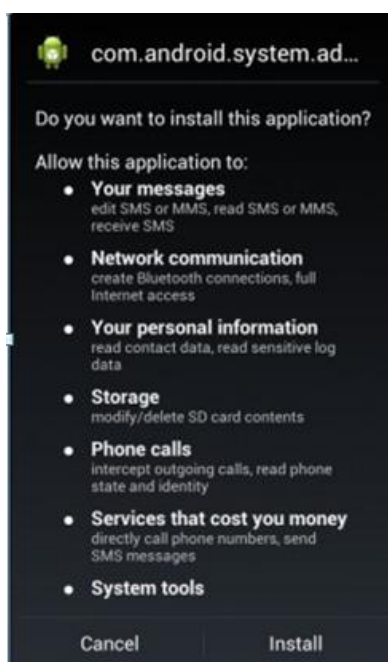 com.android.system.ad...
Do you want to install this application?
Allow this application to:
● Your messages
edit SMS or MMS, read SMS or MMS,
receive SMS
● Network communication
create Bluetooth connections, full
Internet access
● Your personal information
read contact data, read sensitive log
data
● Storage
modify/delete SD card contents
● Phone calls
intercept outgoing calls, read phone
state and identity
● Services that cost you money
directly call phone numbers, send
SMS messages
● System tools
Cancel Install